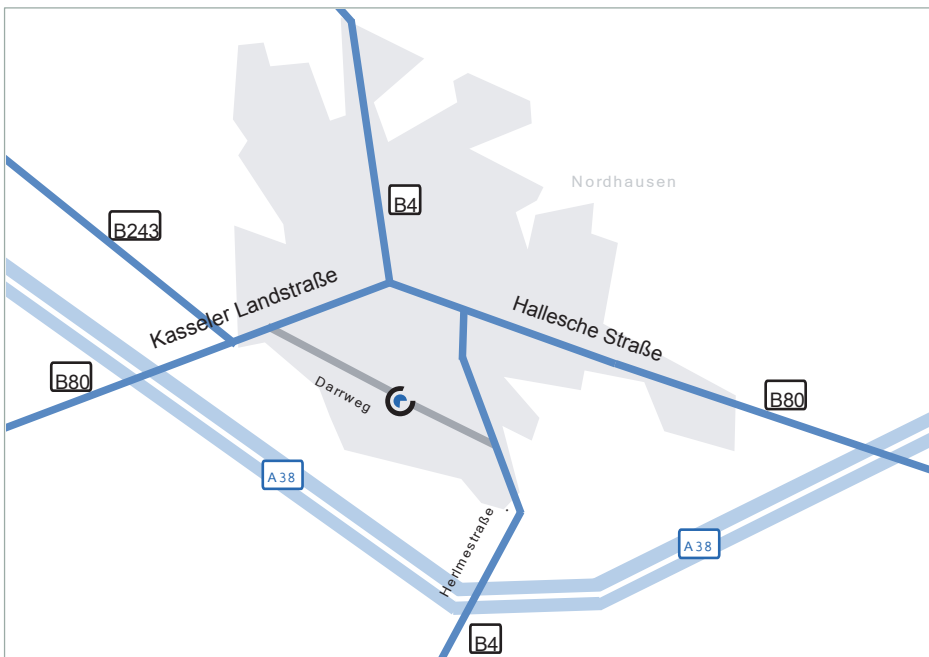 Nordhausen
B4
B243
Kasseler Landstraße
Hallesche Straße
B80
Darrweg
B80
A38
Herlmestraße
A38
B4